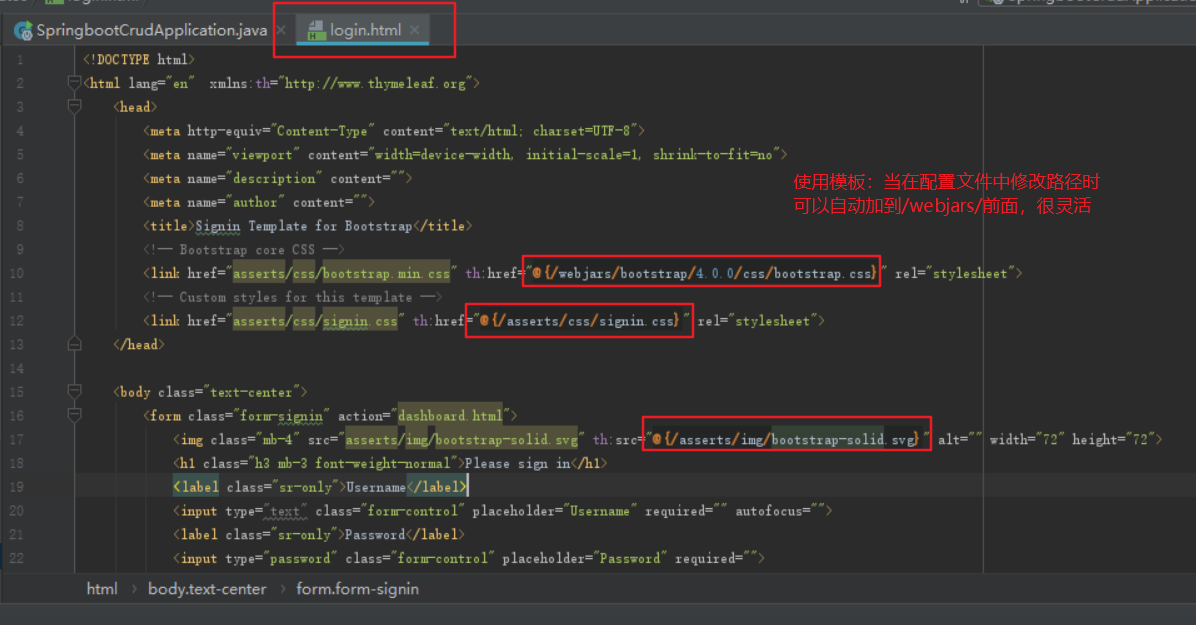 SpringbootCrudApplication.java × login.html ×
1 <!DOCTYPE html>
2 <html lang="en" xmlns:th="http://www.thymeleaf.org">
3 <head>
4 <meta http-equiv="Content-Type" content="text/html; charset=UTF-8">
5 <meta name="viewport" content="width=device-width, initial-scale=1, shrink-to-fit=no">
6 <meta name="description" content="">
7 <meta name="author" content="">
使用模板：当在配置文件中修改路径时
可以自动加到/webjars/前面，很灵活
8 <title>Signin Template for Bootstrap</title>
9 <!-- Bootstrap core CSS -->
10 <link href="asserts/css/bootstrap.min.css" th:href="@{/webjars/bootstrap/4.0.0/css/bootstrap.css}" rel="stylesheet">
11 <!-- Custom styles for this template -->
12 <link href="asserts/css/signin.css" th:href="@{/asserts/css/signin.css}" rel="stylesheet">
13 </head>
14
15 <body class="text-center">
16 <form class="form-signin" action="dashboard.html">
17 <img class="mb-4" src="asserts/img/bootstrap-solid.svg" th:src="@{/asserts/img/bootstrap-solid.svg}" alt="" width="72" height="72">
18 <h1 class="h3 mb-3 font-weight-normal">Please sign in</h1>
19 <label class="sr-only">Username</label>
20 <input type="text" class="form-control" placeholder="Username" required="" autofocus="">
21 <label class="sr-only">Password</label>
22 <input type="password" class="form-control" placeholder="Password" required="">
html › body.text-center › form.form-signin